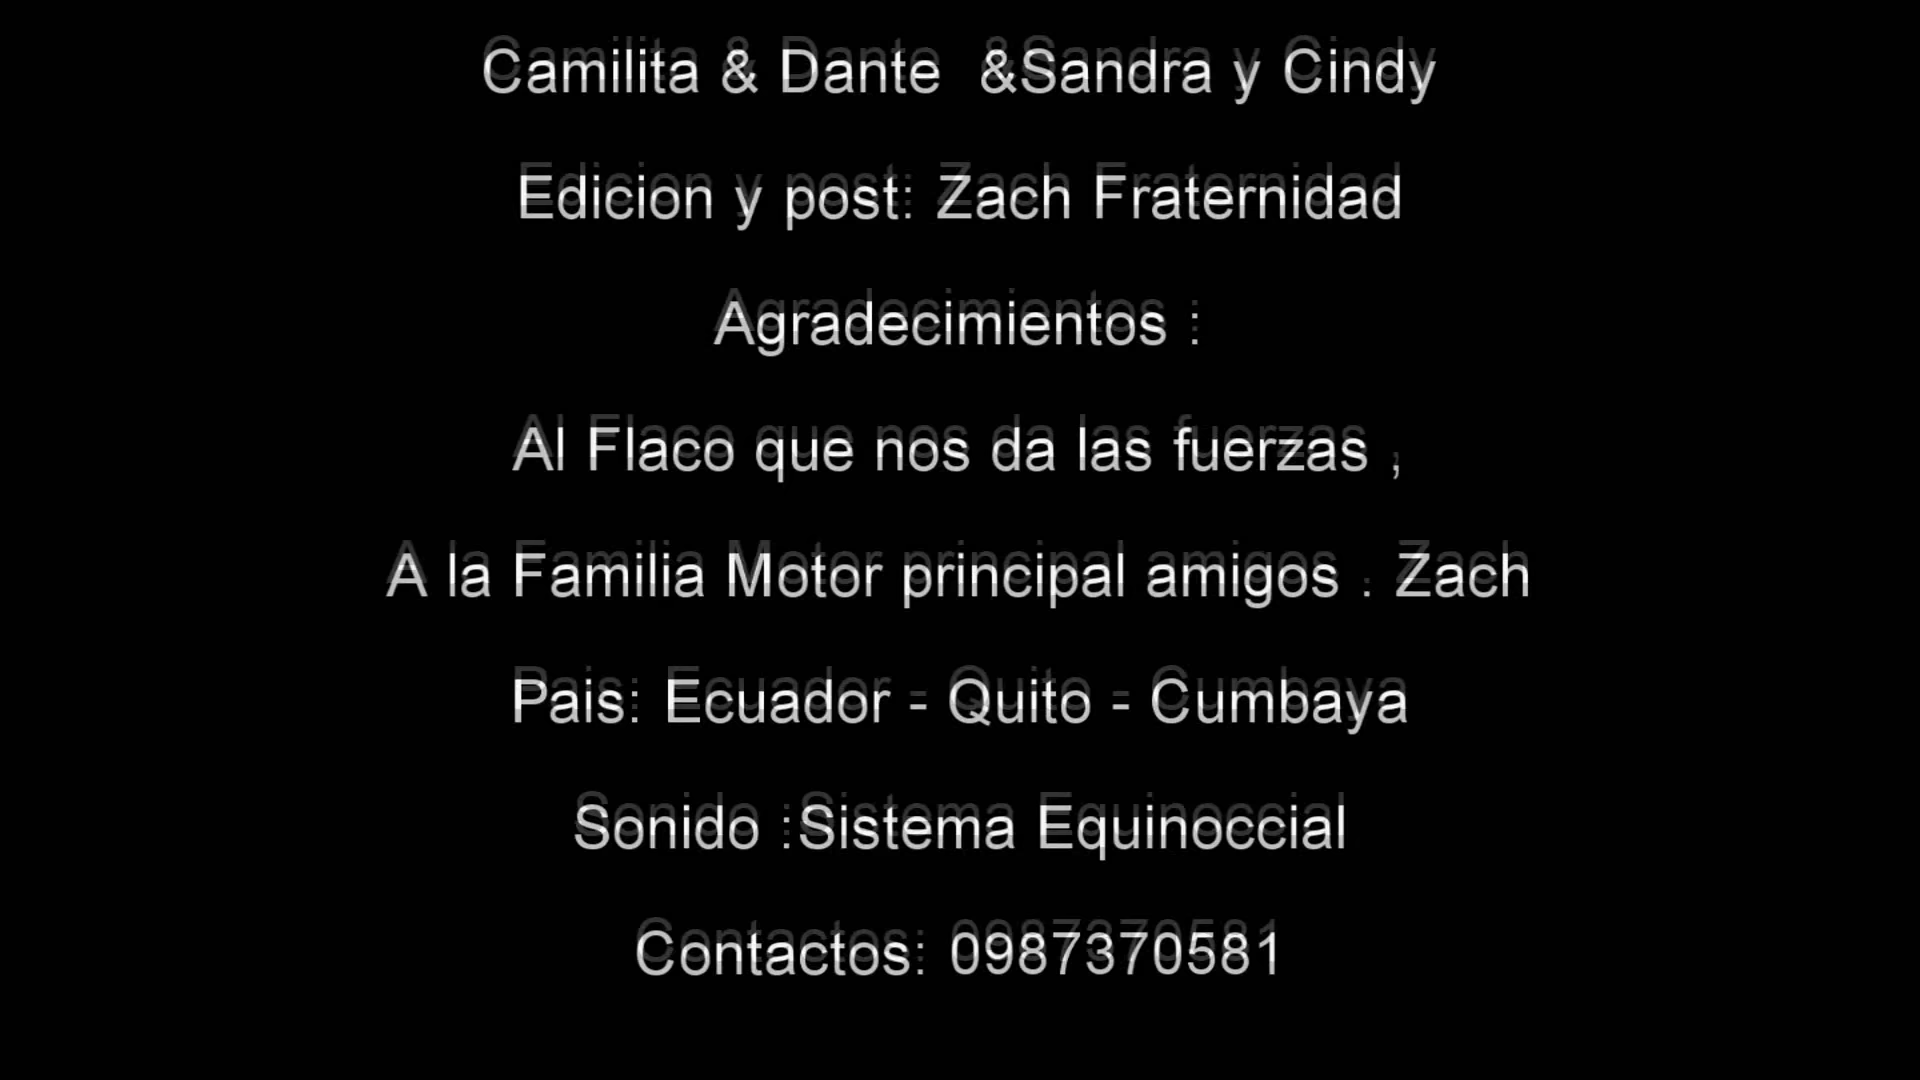 Camilita & Dante  &Sandra y Cindy
Edicion y post: Zach Fraternidad
Agradecimientos :
Al Flaco que nos da las fuerzas ,
A la Familia Motor principal amigos . Zach
Pais: Ecuador - Quito - Cumbaya
Sonido :Sistema Equinoccial
Contactos: 0987370581